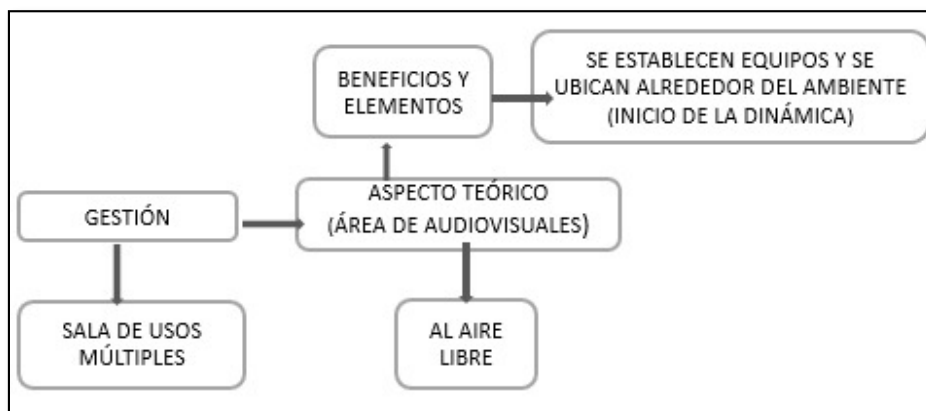 BENEFICIOS Y
ELEMENTOS
SE ESTABLECEN EQUIPOS Y SE
UBICAN ALREDEDOR DEL AMBIENTE
(INICIO DE LA DINÁMICA)
GESTIÓN
ASPECTO TEÓRICO
(ÁREA DE AUDIOVISUALES)
SALA DE USOS
MÚLTIPLES
AL AIRE
LIBRE